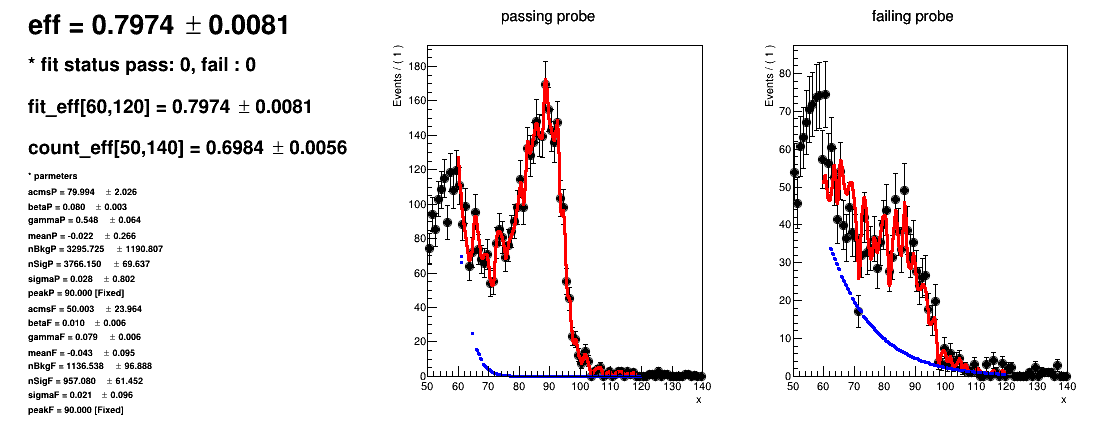 eff = 0.7974 ± 0.0081
* fit status pass: 0, fail : 0
fit_eff[60,120] = 0.7974 ± 0.0081
count_eff[50,140] = 0.6984 ± 0.0056
* parmeters
acmsP = 79.994 ± 2.026
betaP = 0.080 ± 0.003
gammaP = 0.548 ± 0.064
meanP = -0.022 ± 0.266
nBkgP = 3295.725 ± 1190.807
nSigP = 3766.150 ± 69.637
sigmaP = 0.028 ± 0.802
peakP = 90.000 [Fixed]
acmsF = 50.003 ± 23.964
betaF = 0.010 ± 0.006
gammaF = 0.079 ± 0.006
meanF = -0.043 ± 0.095
nBkgF = 1136.538 ± 96.888
nSigF = 957.080 ± 61.452
sigmaF = 0.021 ± 0.096
peakF = 90.000 [Fixed]
passing probe
Events / ( 1 )
180
160
140
120
100
80
60
40
20
0
50 60 70 80 90 100 110 120 130 140
x
failing probe
Events / ( 1 )
80
70
60
50
40
30
20
10
0
50 60 70 80 90 100 110 120 130 140
x